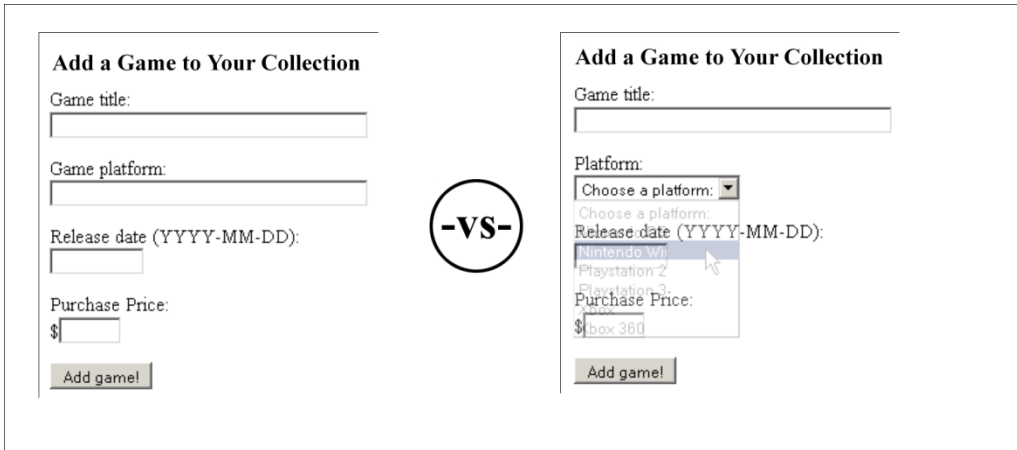 Add a Game to Your Collection
Game title:
Game platform:
Release date (YYYY-MM-DD):
Purchase Price:
$
Add game!
-vs-
Add a Game to Your Collection
Game title:
Platform:
Choose a platform:
Choose a platform:
Release date (YYYY-MM-DD):
Nintendo Wii
Playstation 2
Playstation 3
Purchase Price:
Xbox
$
Xbox 360
Add game!